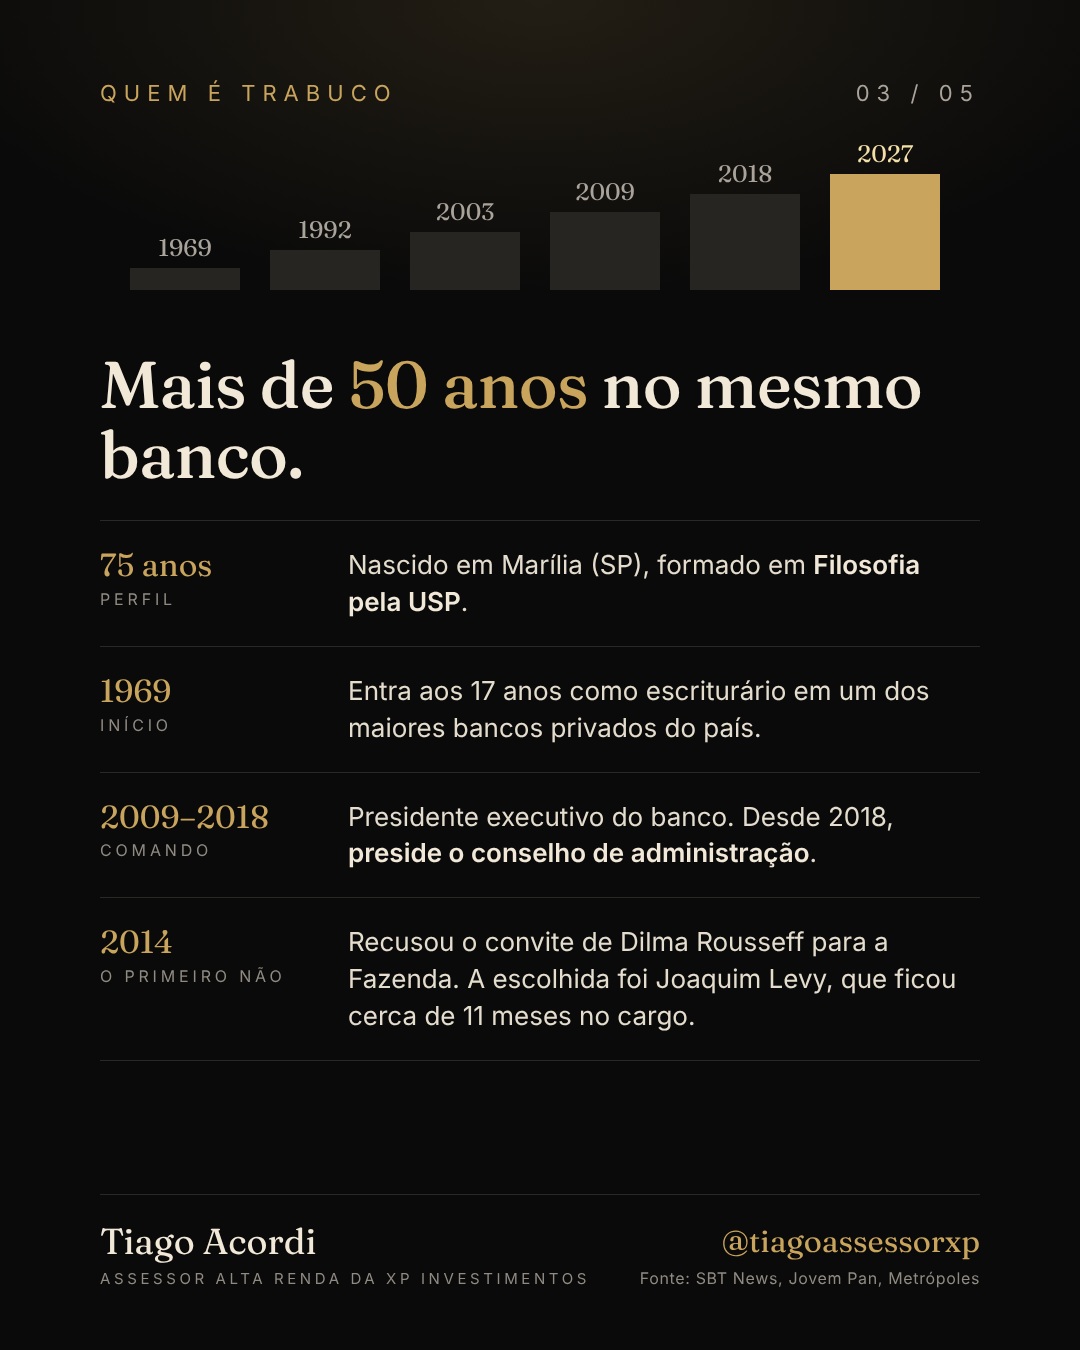 QUEM É TRABUCO
03 / 05
1969
1992
2003
2009
2018
2027
Mais de 50 anos no mesmo
banco.
75 anos
PERFIL
Nascido em Marília (SP), formado em Filosofia
pela USP.
1969
INÍCIO
Entra aos 17 anos como escriturário em um dos
maiores bancos privados do país.
2009–2018
COMANDO
Presidente executivo do banco. Desde 2018,
preside o conselho de administração.
2014
O PRIMEIRO NÃO
Recusou o convite de Dilma Rousseff para a
Fazenda. A escolhida foi Joaquim Levy, que ficou
cerca de 11 meses no cargo.
Tiago Acordi
ASSESSOR ALTA RENDA DA XP INVESTIMENTOS
@tiagoassessorxp
Fonte: SBT News, Jovem Pan, Metrópoles